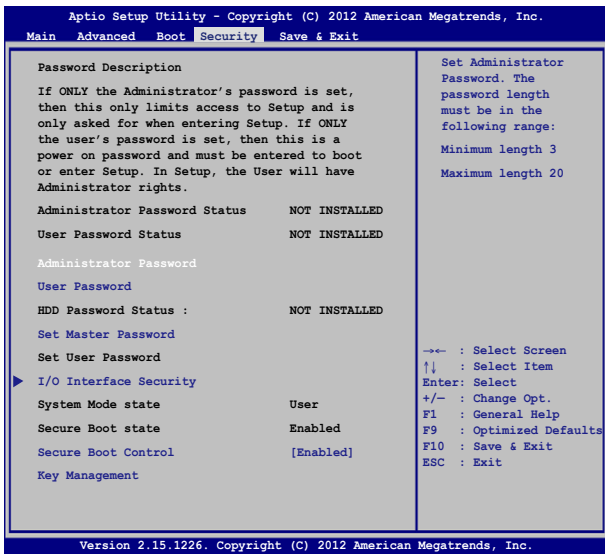 Aptio Setup Utility - Copyright (C) 2012 American Megatrends, Inc.
Main Advanced Boot Security Save & Exit
Password Description
If ONLY the Administrator's password is set,
then this only limits access to Setup and is
only asked for when entering Setup. If ONLY
the user's password is set, then this is a
power on password and must be entered to boot
or enter Setup. In Setup, the User will have
Administrator rights.
Administrator Password Status NOT INSTALLED
User Password Status NOT INSTALLED
Administrator Password
User Password
HDD Password Status : NOT INSTALLED
Set Master Password
Set User Password
I/O Interface Security
System Mode state User
Secure Boot state Enabled
Secure Boot Control [Enabled]
Key Management
Set Administrator
Password. The
password length
must be in the
following range:
Minimum length 3
Maximum length 20
→← : Select Screen
↑↓ : Select Item
Enter: Select
+/— : Change Opt.
F1 : General Help
F9 : Optimized Defaults
F10 : Save & Exit
ESC : Exit
Version 2.15.1226. Copyright (C) 2012 American Megatrends, Inc.